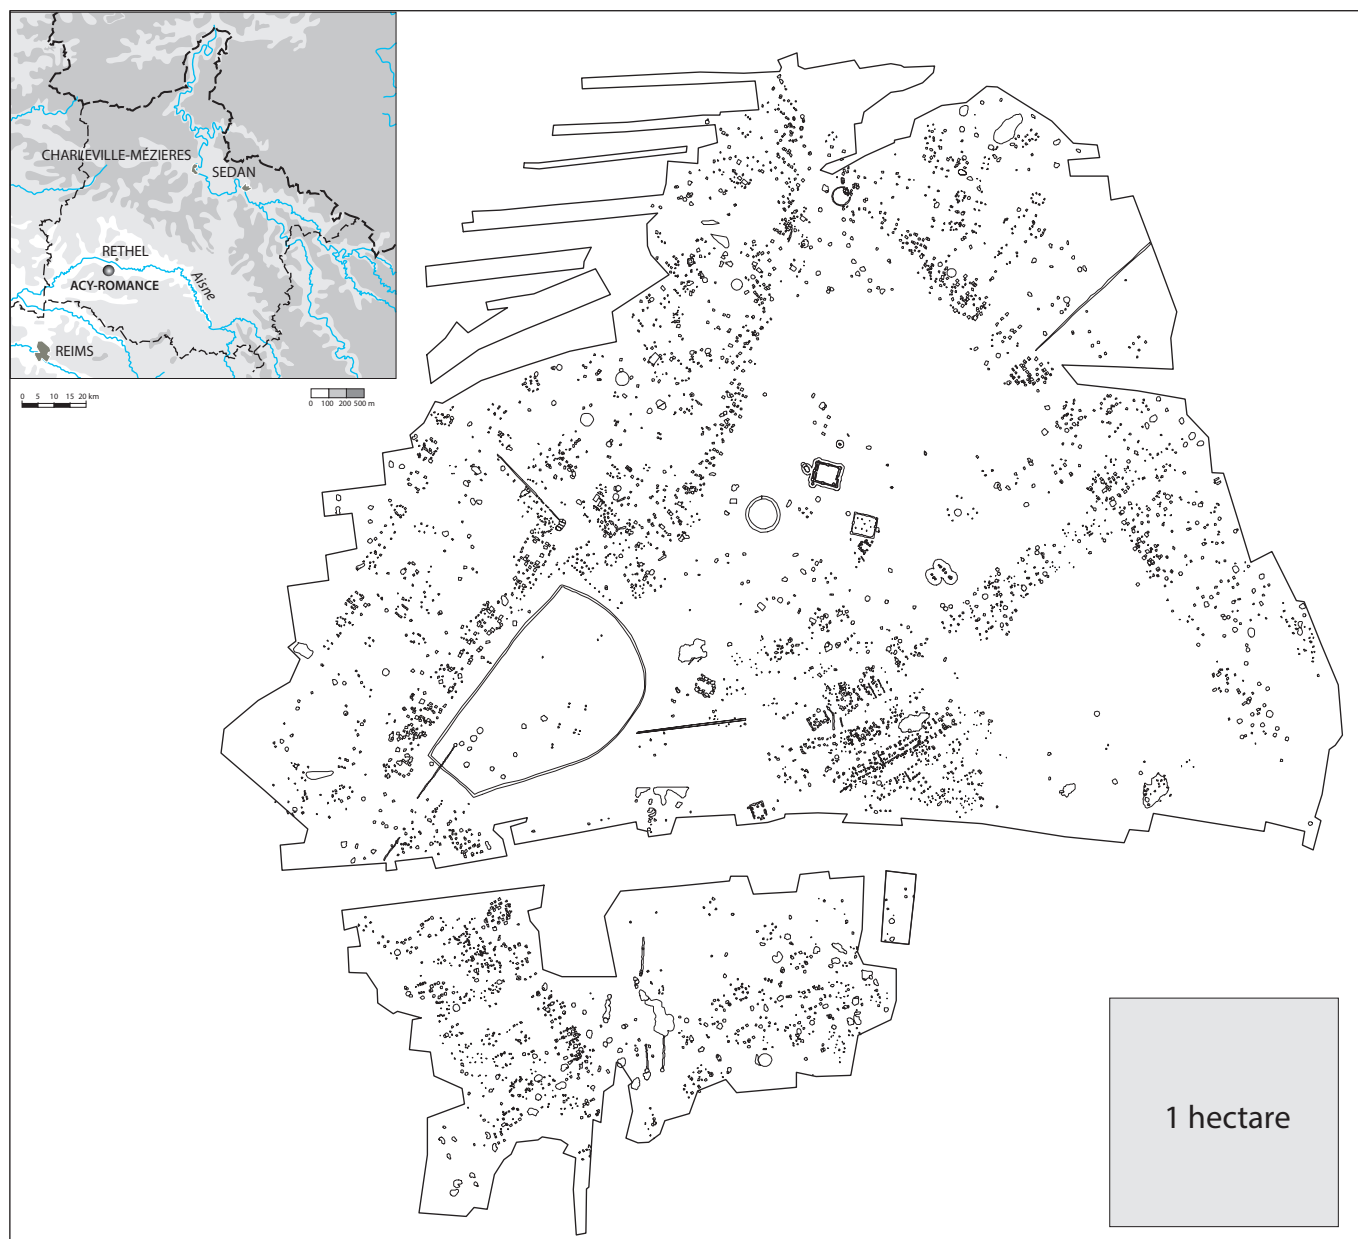 CHARLEVILLE-MÉZIERES
SEDAN
RETHEL
ACY-ROMANCE
Aisne
REIMS
0 5 10 15 20 km
0 100 200 500 m
1 hectare